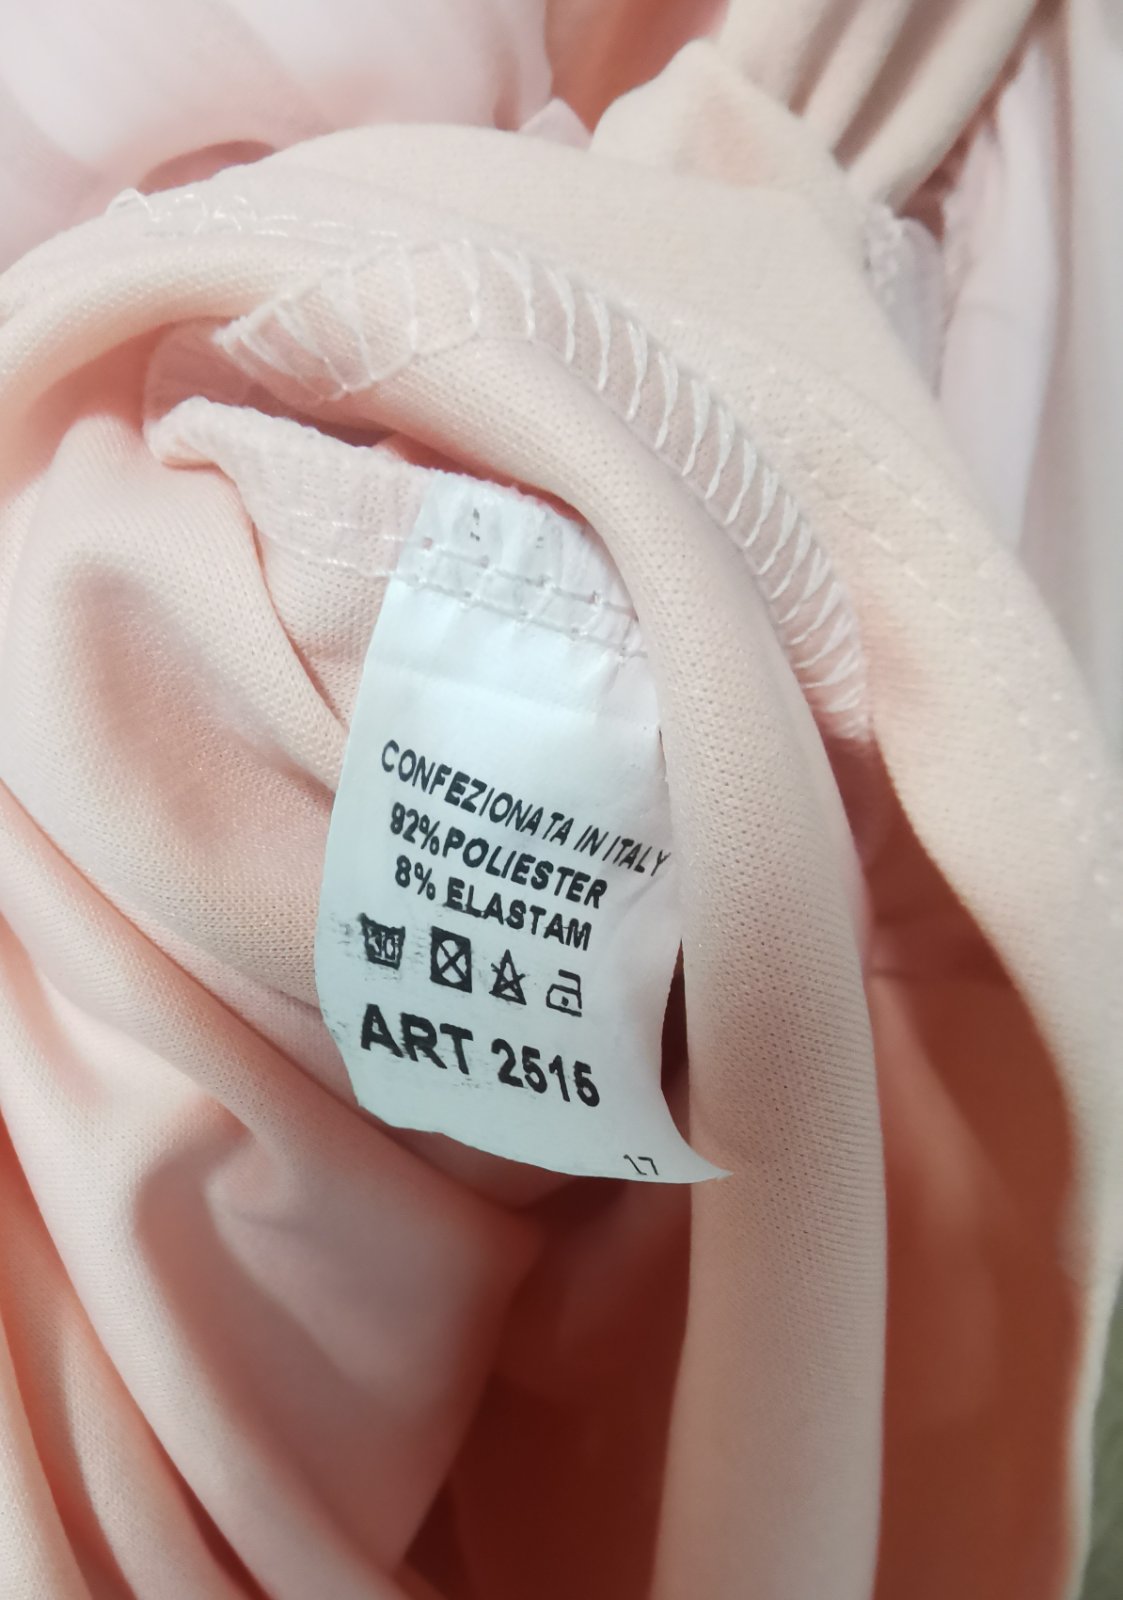 CONFEZIONATA IN ITALY
92% POLIESTER
8% ELASTAM
30
ART 2515
17